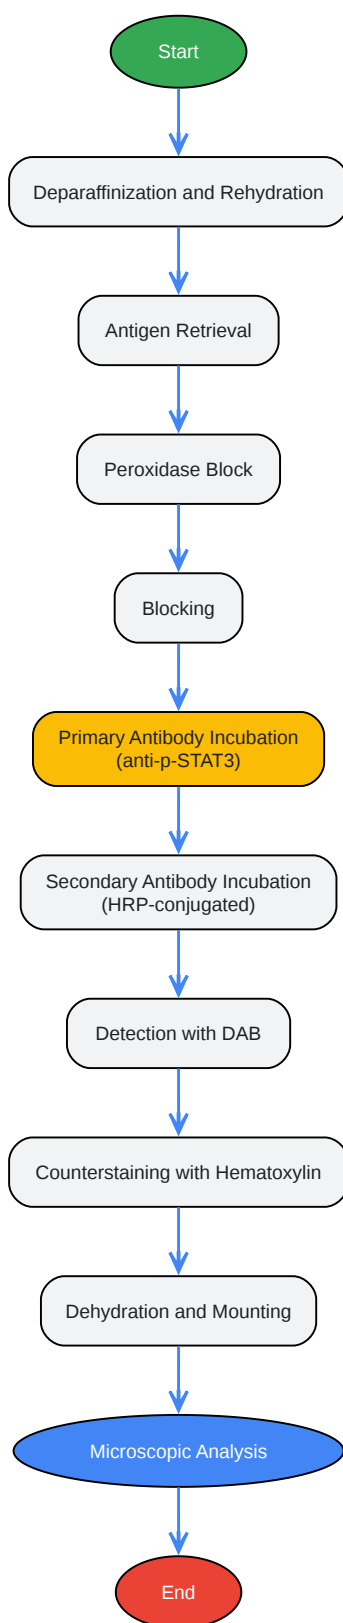 Start
Deparaffinization and Rehydration
Antigen Retrieval
Peroxidase Block
Blocking
Primary Antibody Incubation
(anti-p-STAT3)
Secondary Antibody Incubation
(HRP-conjugated)
Detection with DAB
Counterstaining with Hematoxylin
Dehydration and Mounting
Microscopic Analysis
End